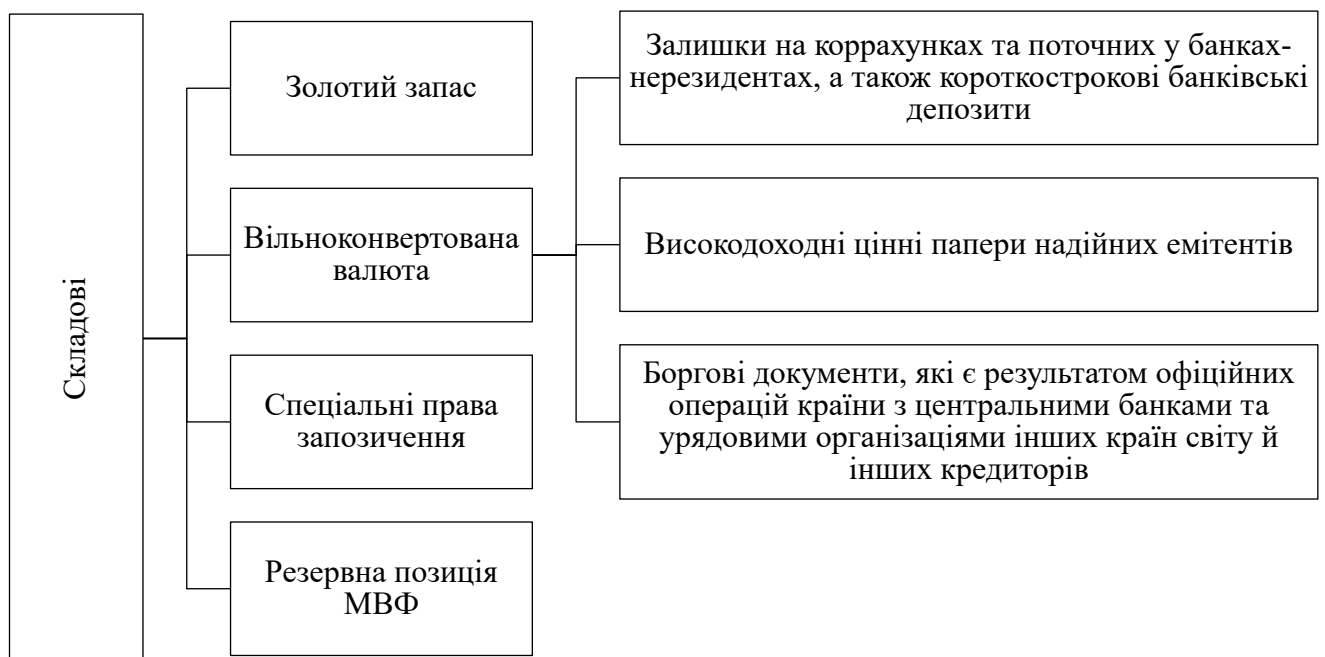 Складові
Золотий запас
Вільноконвертована
валюта
Спеціальні права
запозичення
Резервна позиція
МВФ
Залишки на коррахунках та поточних у банках-
нерезидентах, а також короткострокові банківські
депозити
Високодоходні цінні папери надійних емітентів
Боргові документи, які є результатом офіційних
операцій країни з центральними банками та
урядовими організаціями інших країн світу й
інших кредиторів